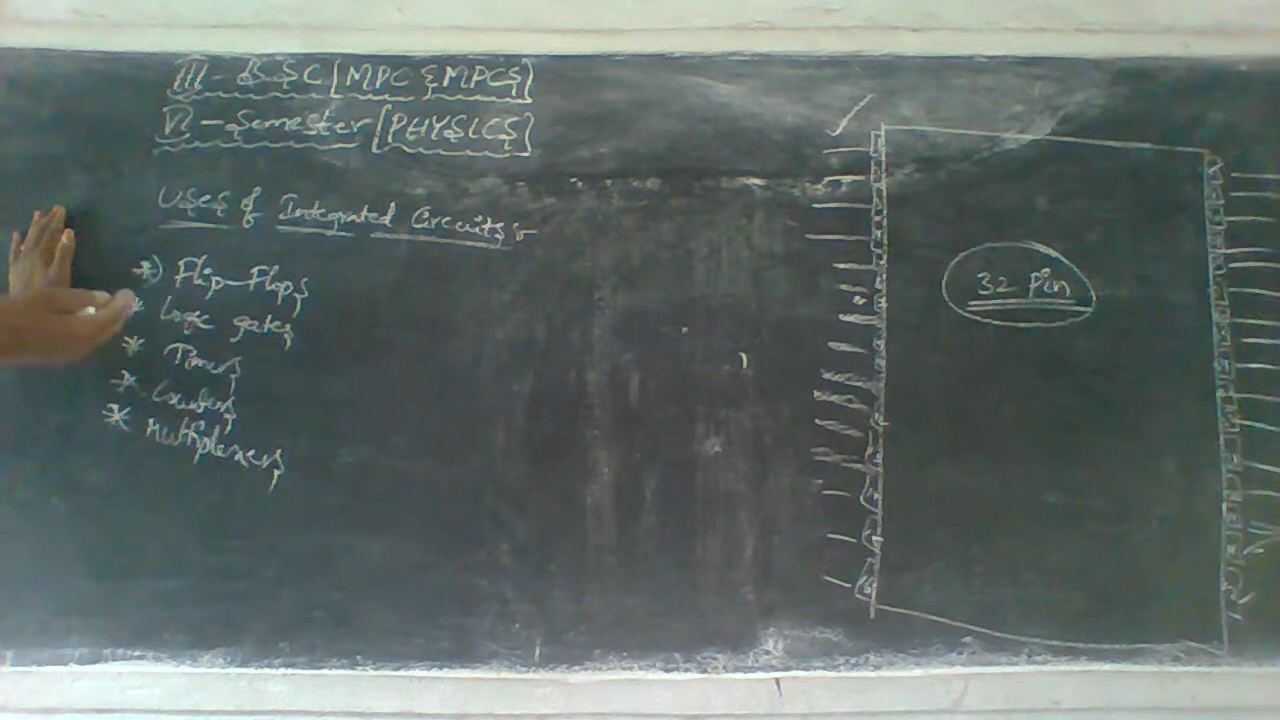 III - B.SC [MPC & MPCS]
VI - Semester [PHYSICS]
Uses of Integrated Circuits :-
*) Flip-Flops
* Logic gates
* Timers
* Counters
* Multiplexers
32 Pin